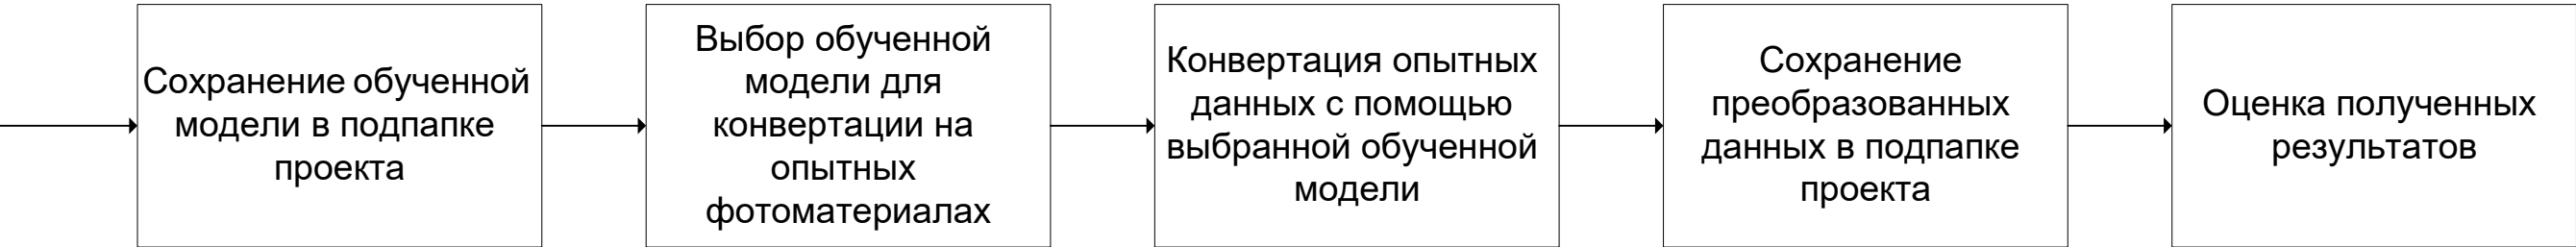 Сохранение обученной
модели в подпапке
проекта
Выбор обученной
модели для
конвертации на
опытных
фотоматериалах
Конвертация опытных
данных с помощью
выбранной обученной
модели
Сохранение
преобразованных
данных в подпапке
проекта
Оценка полученных
результатов